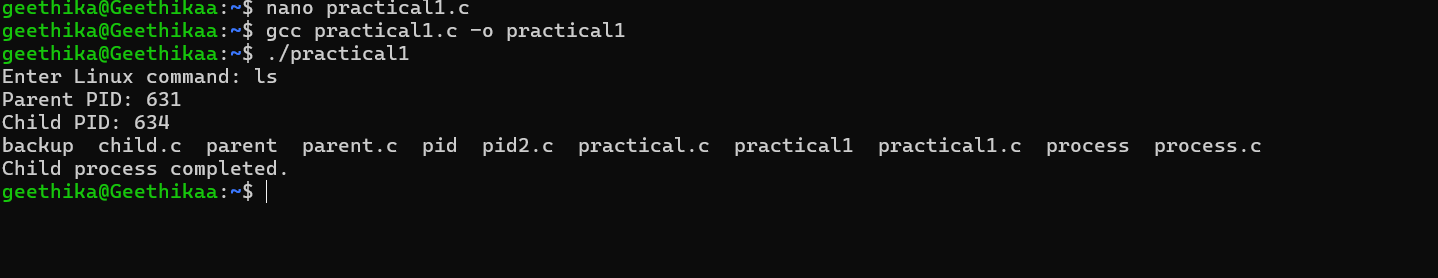 geethika@Geethikaa:~$ nano practical1.c
geethika@Geethikaa:~$ gcc practical1.c -o practical1
geethika@Geethikaa:~$ ./practical1
Enter Linux command: ls
Parent PID: 631
Child PID: 634
backup  child.c  parent  parent.c  pid  pid2.c  practical.c  practical1  practical1.c  process  process.c
Child process completed.
geethika@Geethikaa:~$